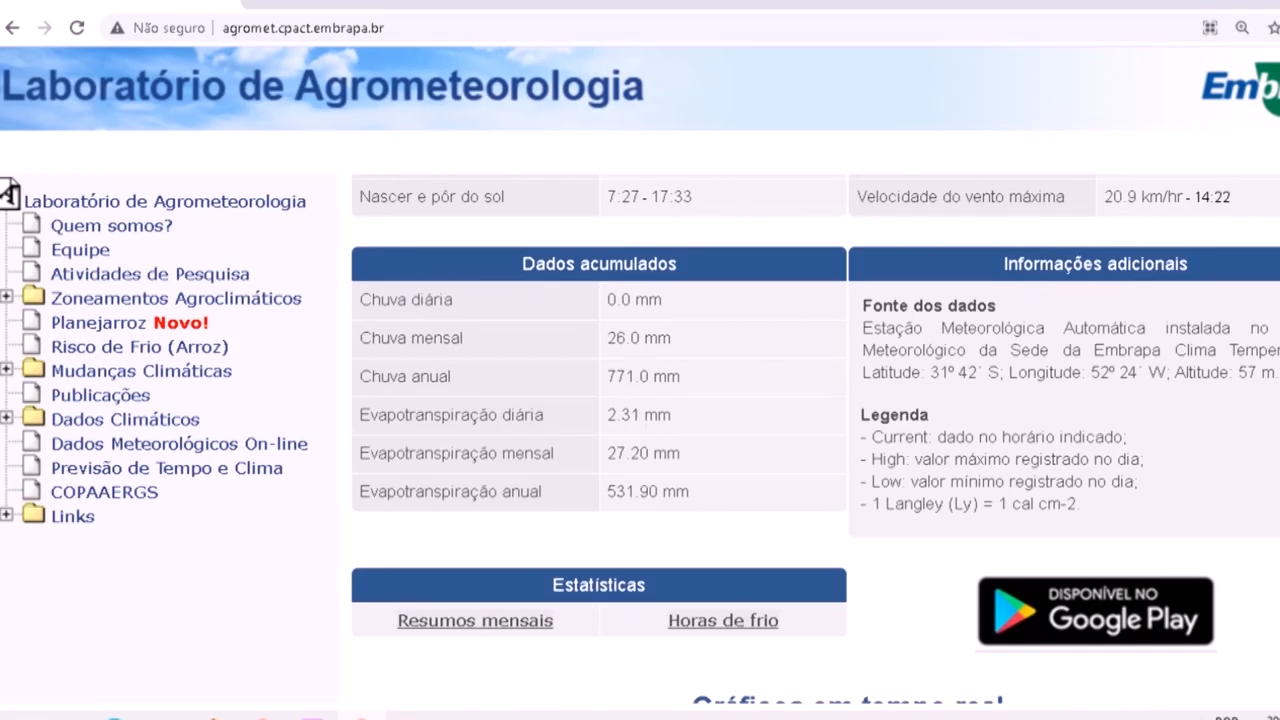 Não seguro
agromet.cpact.embrapa.br
Laboratório de Agrometeorologia
Laboratório de Agrometeorologia
Quem somos?
Equipe
Atividades de Pesquisa
Zoneamentos Agroclimáticos
Planejarroz Novo!
Risco de Frio (Arroz)
Mudanças Climáticas
Publicações
Dados Climáticos
Dados Meteorológicos On-line
Previsão de Tempo e Clima
COPAAERGS
Links
Nascer e pôr do sol 7:27 - 17:33
Velocidade do vento máxima 20.9 km/hr - 14:22
Dados acumulados
Chuva diária 0.0 mm
Chuva mensal 26.0 mm
Chuva anual 771.0 mm
Evapotranspiração diária 2.31 mm
Evapotranspiração mensal 27.20 mm
Evapotranspiração anual 531.90 mm
Informações adicionais
Fonte dos dados
Estação Meteorológica Automática instalada no
Meteorológico da Sede da Embrapa Clima Temper
Latitude: 31º 42´ S; Longitude: 52º 24´ W; Altitude: 57 m.
Legenda
- Current: dado no horário indicado;
- High: valor máximo registrado no dia;
- Low: valor mínimo registrado no dia;
- 1 Langley (Ly) = 1 cal cm-2.
Estatísticas
Resumos mensais Horas de frio
DISPONÍVEL NO
Google Play